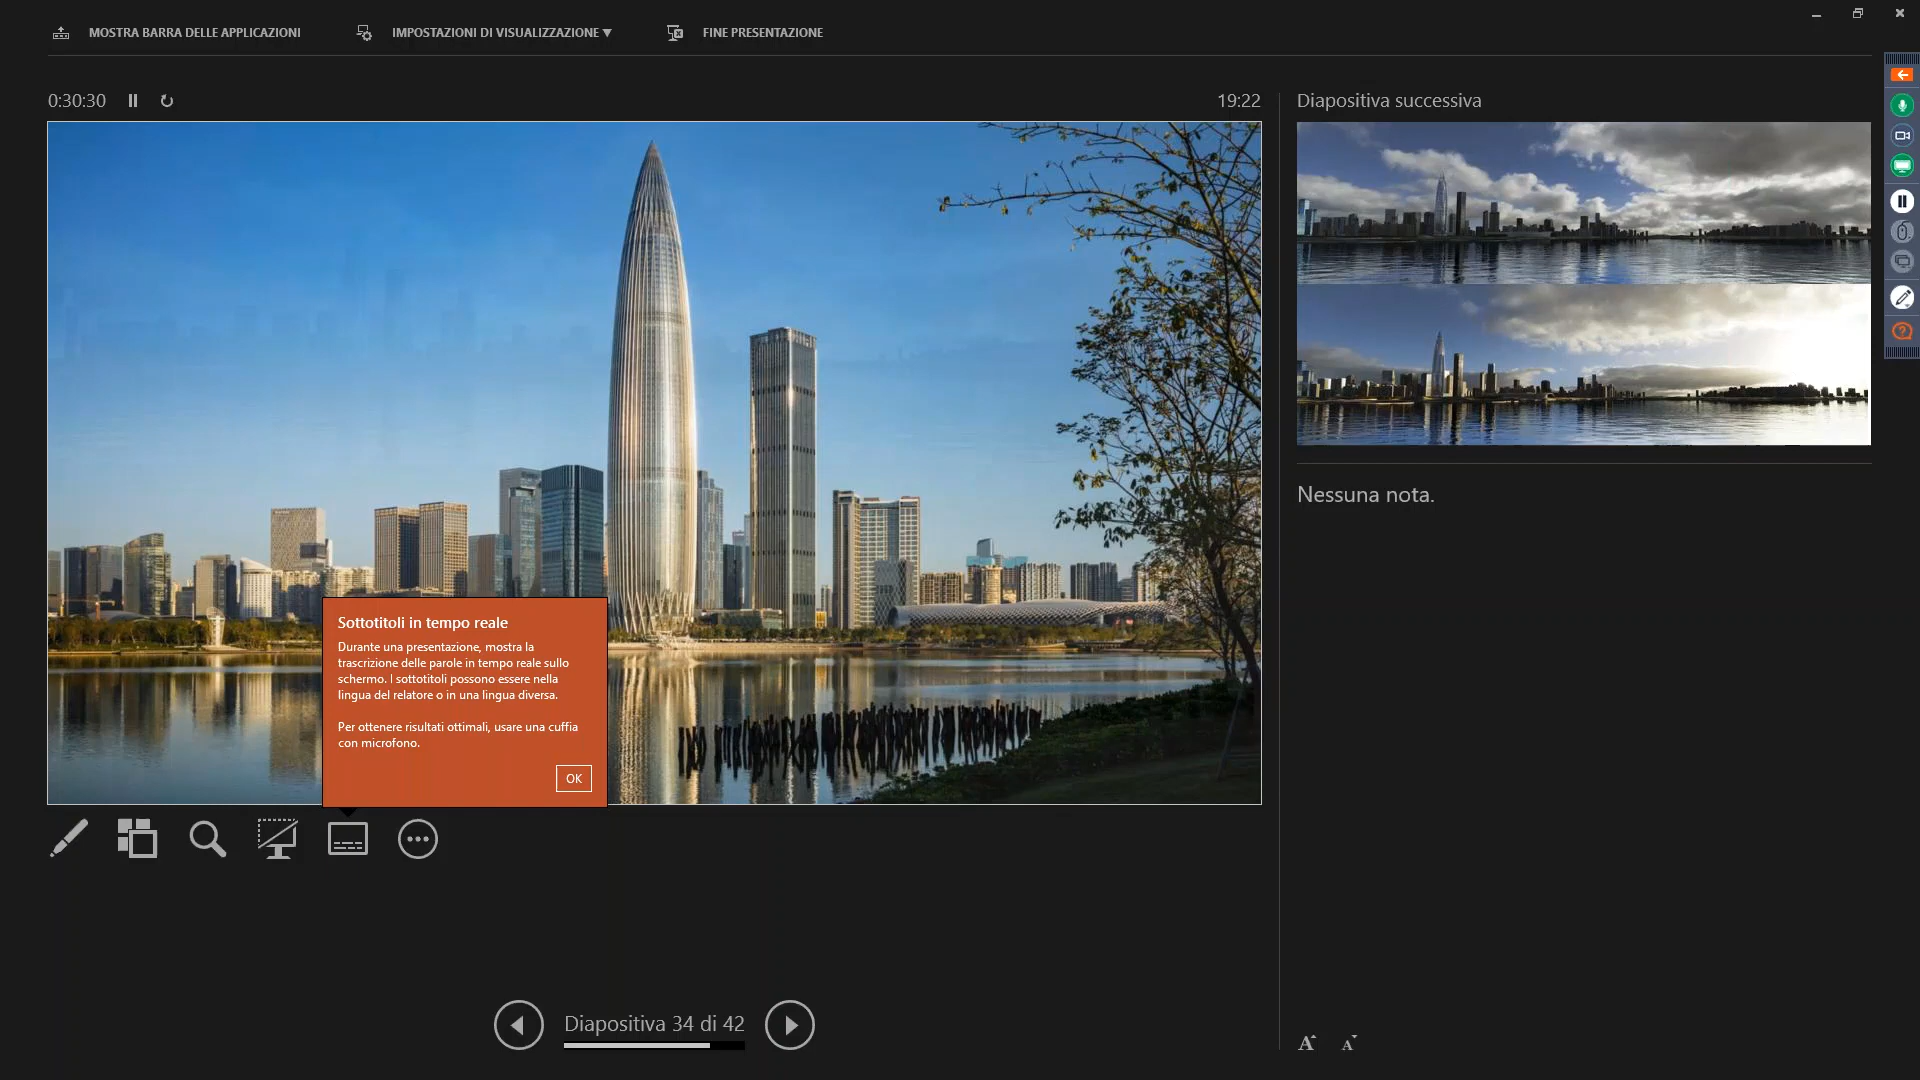 MOSTRA BARRA DELLE APPLICAZIONI
IMPOSTAZIONI DI VISUALIZZAZIONE ▼
FINE PRESENTAZIONE
0:30:30
19:22
Diapositiva successiva
Sottotitoli in tempo reale
Durante una presentazione, mostra la
trascrizione delle parole in tempo reale sullo
schermo. I sottotitoli possono essere nella
lingua del relatore o in una lingua diversa.
Per ottenere risultati ottimali, usare una cuffia
con microfono.
OK
Nessuna nota.
Diapositiva 34 di 42
A
A